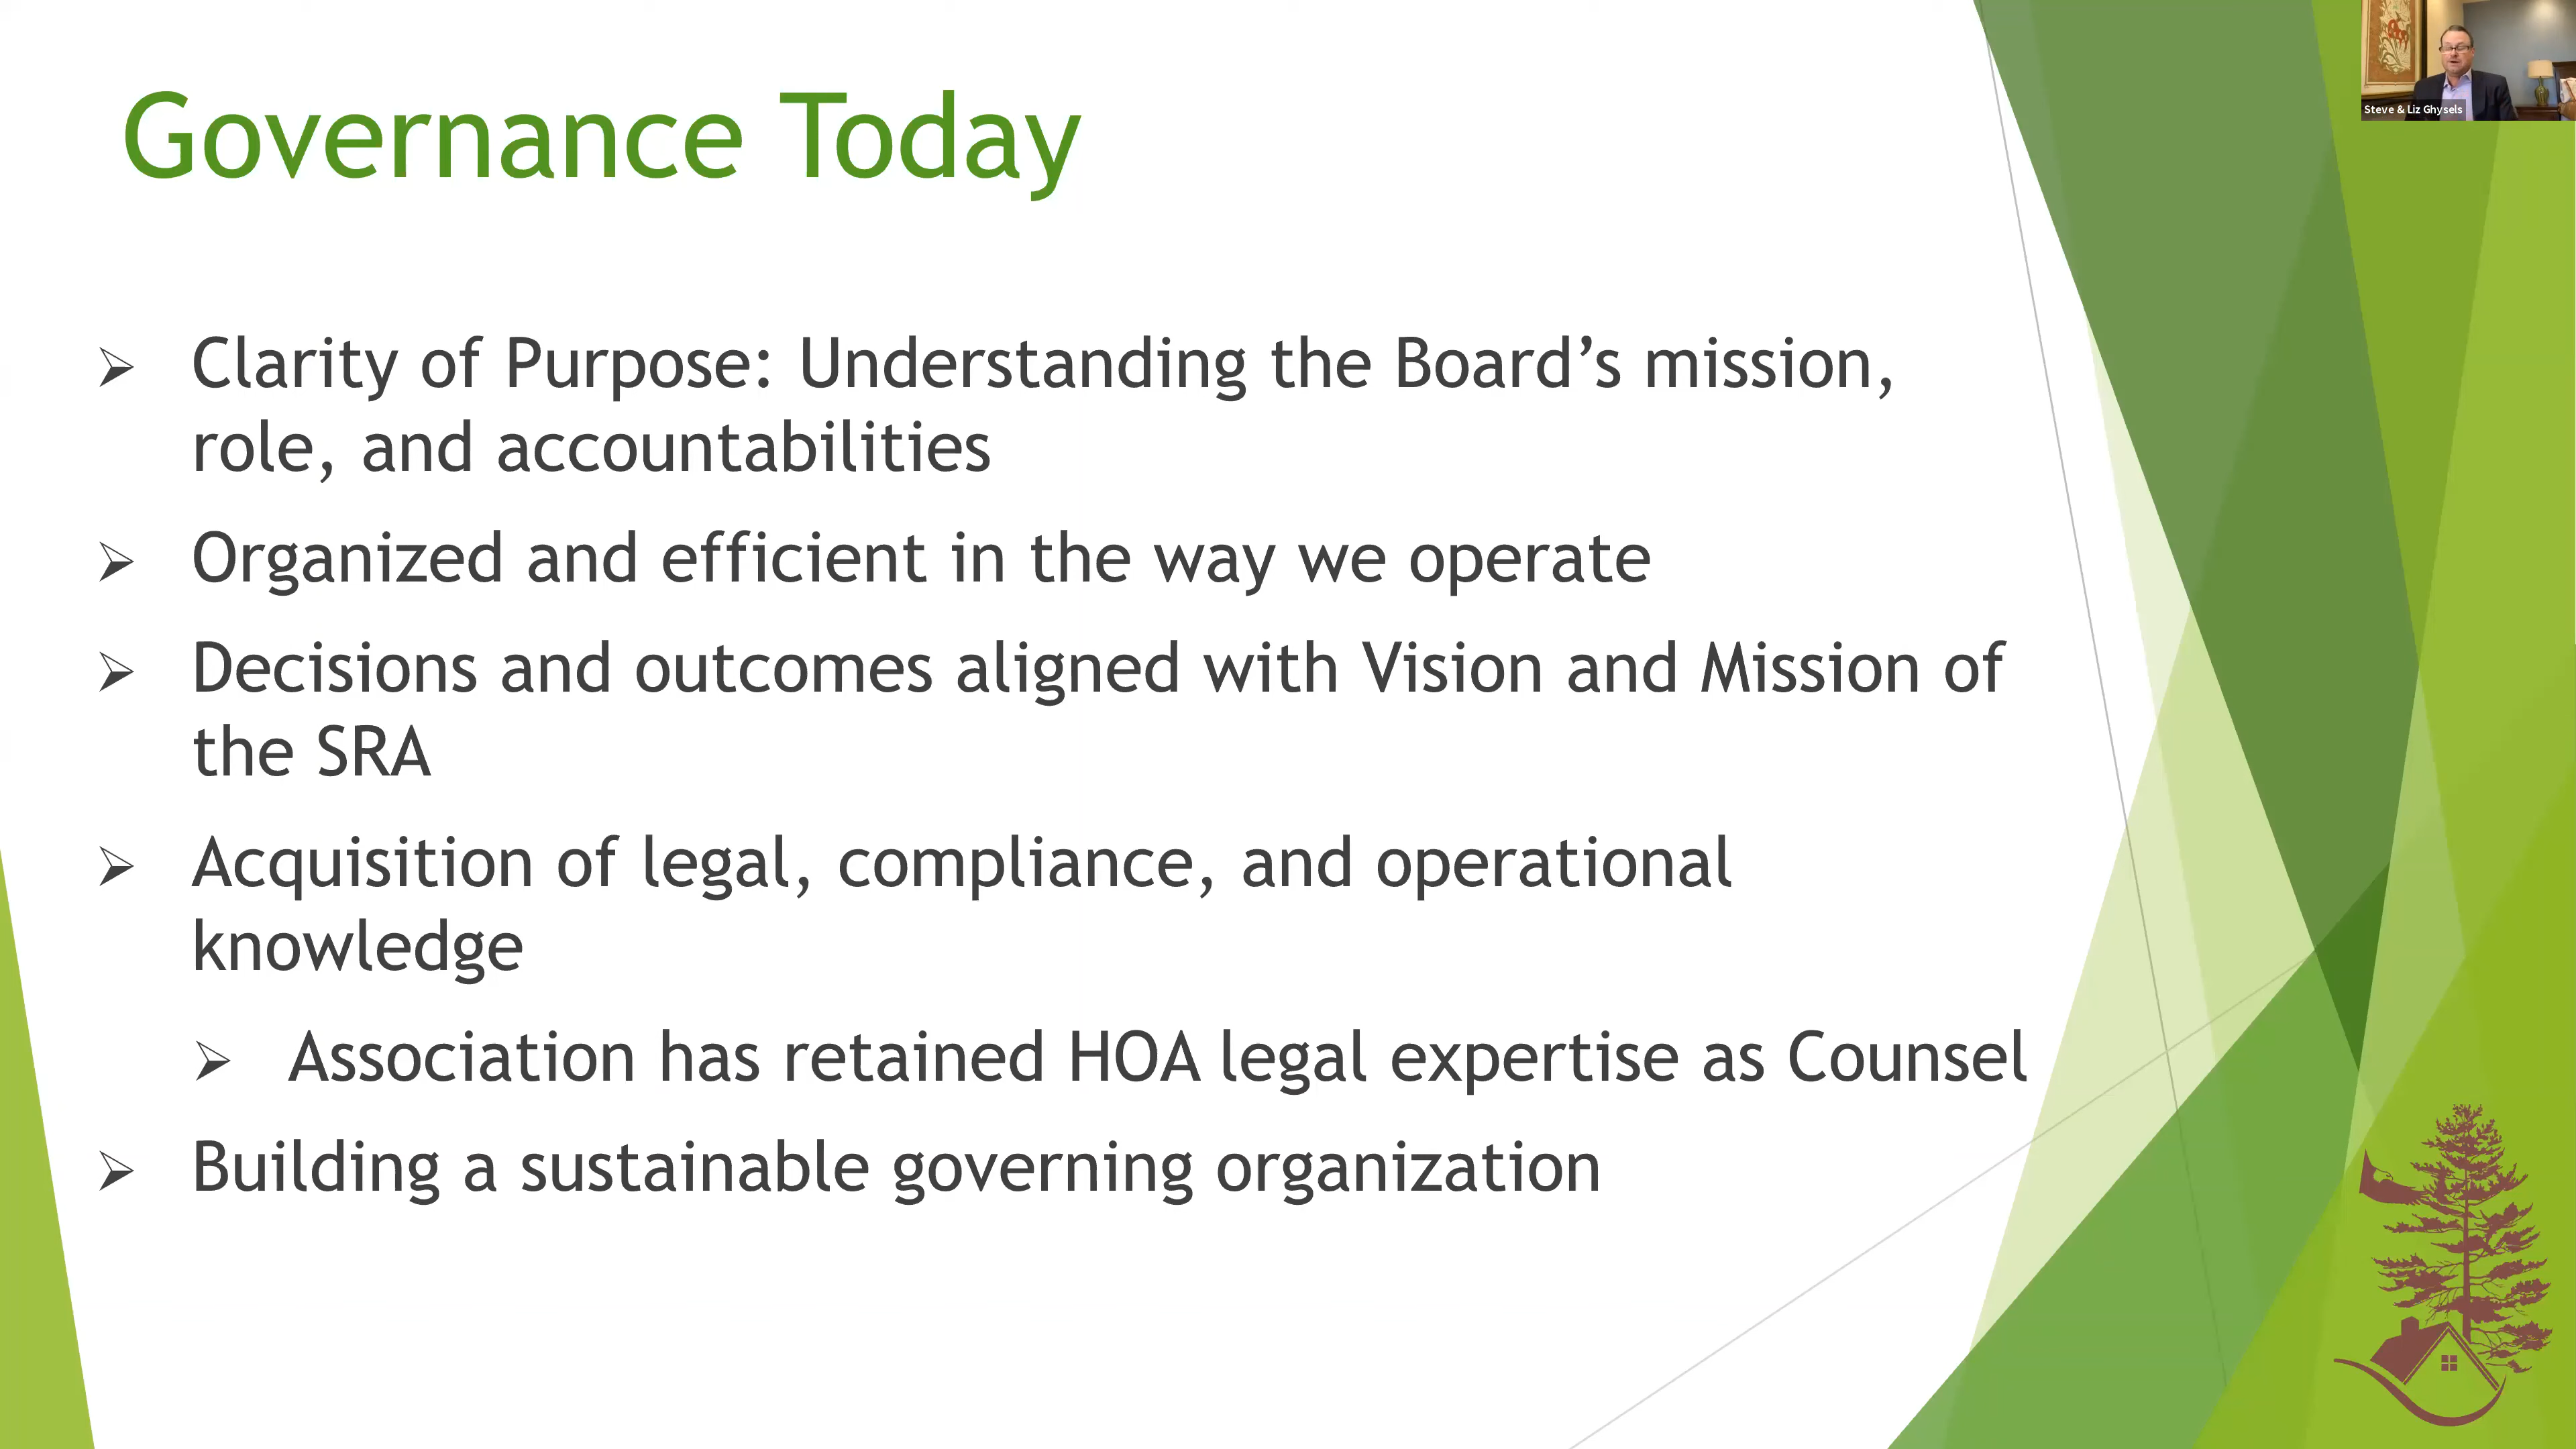 Governance Today
Steve & Liz Ghysels
➢ Clarity of Purpose: Understanding the Board’s mission,
role, and accountabilities
➢ Organized and efficient in the way we operate
➢ Decisions and outcomes aligned with Vision and Mission of
the SRA
➢ Acquisition of legal, compliance, and operational
knowledge
➢ Association has retained HOA legal expertise as Counsel
➢ Building a sustainable governing organization